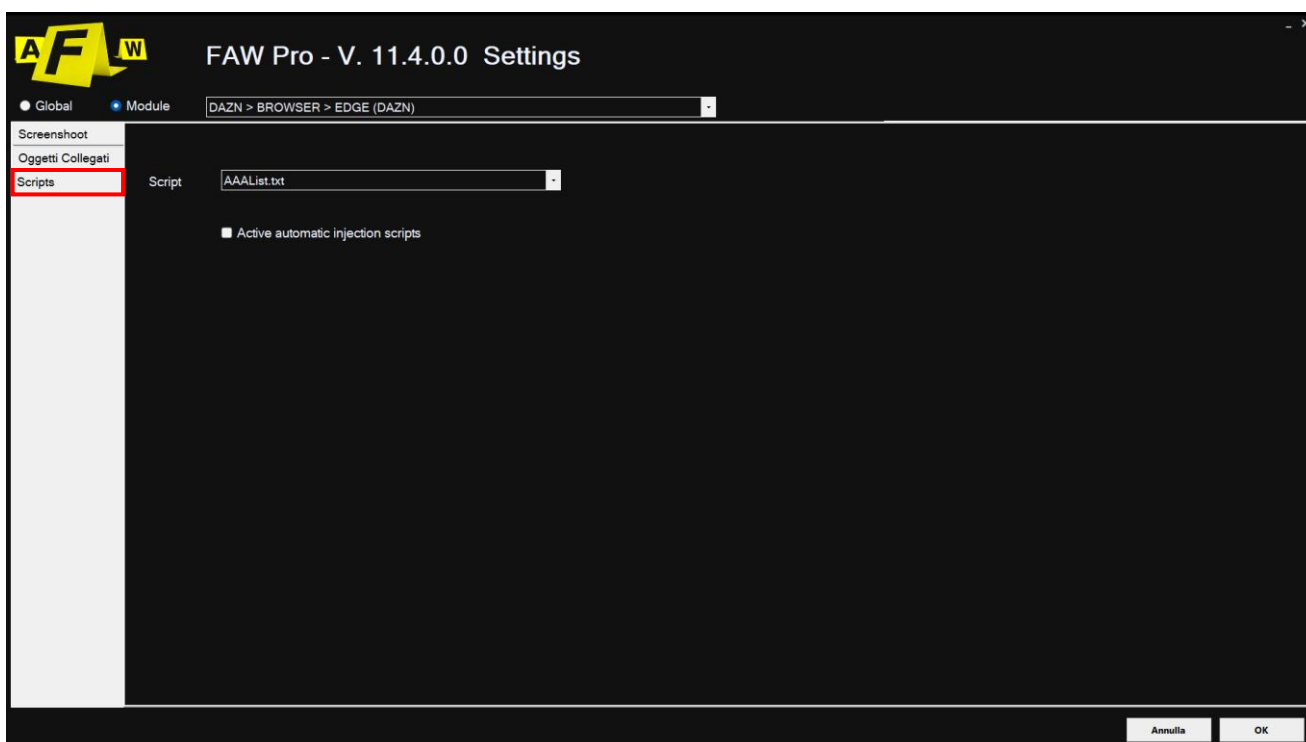 A F W
FAW Pro - V. 11.4.0.0 Settings
Global Module DAZN > BROWSER > EDGE (DAZN)
Screenshoot
Oggetti Collegati
Scripts Script AAAList.txt
Active automatic injection scripts
Annulla OK